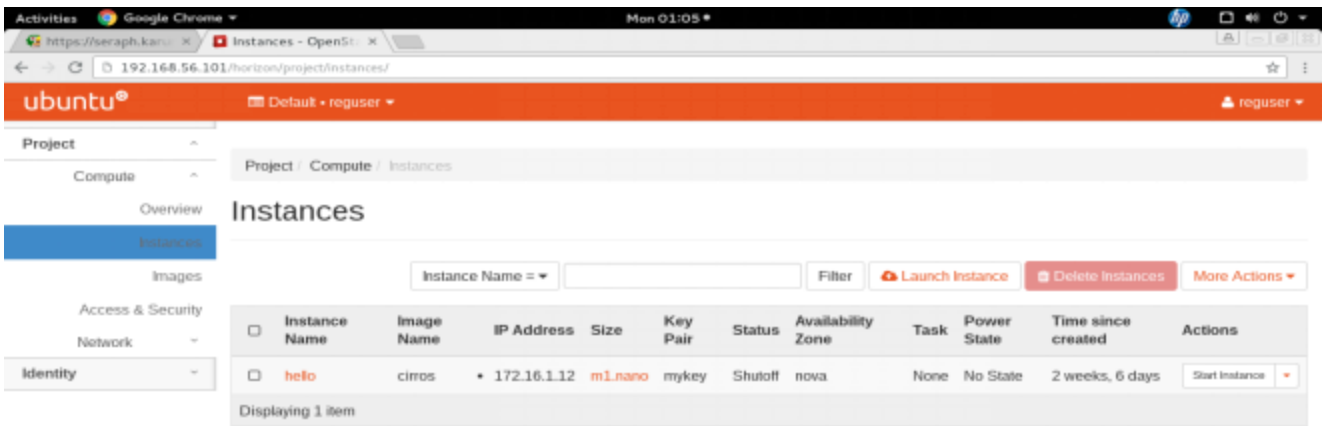 Activities Google Chrome Mon 01:05
https://seraph.karu Instances - OpenSt
192.168.56.101/horizon/project/instances/
ubuntu® Default • reguser reguser
Project
Project / Compute / Instances
Compute
Overview
Instances
Instances
Images
Instance Name = Filter Launch Instance Delete Instances More Actions
Access & Security
Network
Identity
Instance Name Image Name IP Address Size Key Pair Status Availability Zone Task Power State Time since created Actions
hello cirros • 172.16.1.12 m1.nano mykey Shutoff nova None No State 2 weeks, 6 days Start Instance
Displaying 1 item